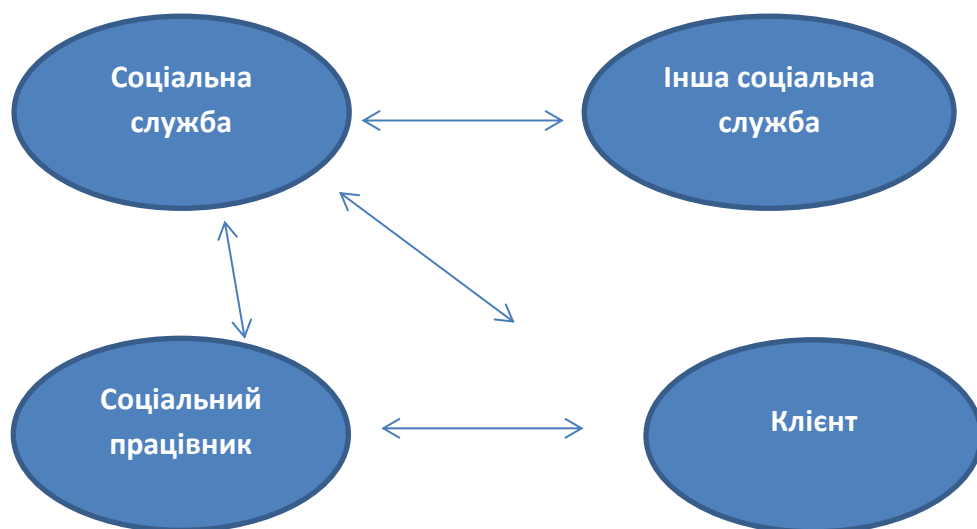 Соціальна
служба
Інша соціальна
служба
Соціальний
працівник
Клієнт